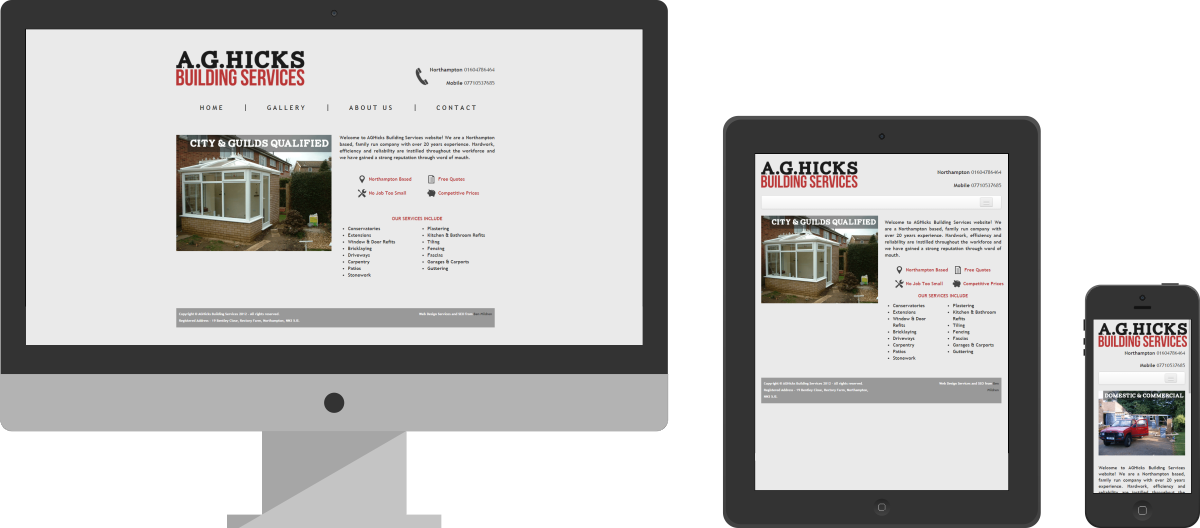 A.G.HICKS
BUILDING SERVICES
Northampton 01604786464
Mobile 07710537685
HOME | GALLERY | ABOUT US | CONTACT
CITY & GUILDS QUALIFIED
Welcome to AGHicks Building Services website! We are a Northampton
based, family run company with over 20 years experience. Hardwork,
efficiency and reliability are instilled throughout the workforce and
we have gained a strong reputation through word of mouth.
Northampton Based
Free Quotes
No Job Too Small
Competitive Prices
OUR SERVICES INCLUDE
• Conservatories
• Extensions
• Window & Door Refits
• Bricklaying
• Driveways
• Carpentry
• Patios
• Stonework
• Plastering
• Kitchen & Bathroom Refits
• Tiling
• Fencing
• Fascias
• Garages & Carports
• Guttering
Copyright © AGHicks Building Services 2013 - all rights reserved
Registered Address - 19 Bentley Close, Rectory Farm, Northampton,
Web Design Services and SEO from
A.G.HICKS
BUILDING SERVICES
Northampton 01604786464
Mobile 07710537685
CITY & GUILDS QUALIFIED
Welcome to AGHicks Building Services website! We
are a Northampton based, family run company with
over 20 years experience. Hardwork, efficiency and
reliability are instilled throughout the workforce and
we have gained a strong reputation through word of
mouth.
Northampton Based
Free Quotes
No Job Too Small
Competitive Prices
OUR SERVICES INCLUDE
• Conservatories
• Extensions
• Window & Door
Refits
• Bricklaying
• Driveways
• Carpentry
• Patios
• Stonework
• Plastering
• Kitchen & Bathroom
Refits
• Tiling
• Fencing
• Fascias
• Garages & Carports
• Guttering
Copyright © AGHicks Building Services 2013 - all rights reserved
Registered Address - 19 Bentley Close, Rectory Farm, Northampton,
Web Design Services and SEO from
A.G.HICKS
BUILDING SERVICES
Northampton 01604786464
Mobile 07710537685
DOMESTIC & COMMERCIAL
Welcome to AGHicks Building Services
website! We are a Northampton based,
family run company with over 20 years
experience. Hardwork, efficiency and
reliability are instilled throughout the